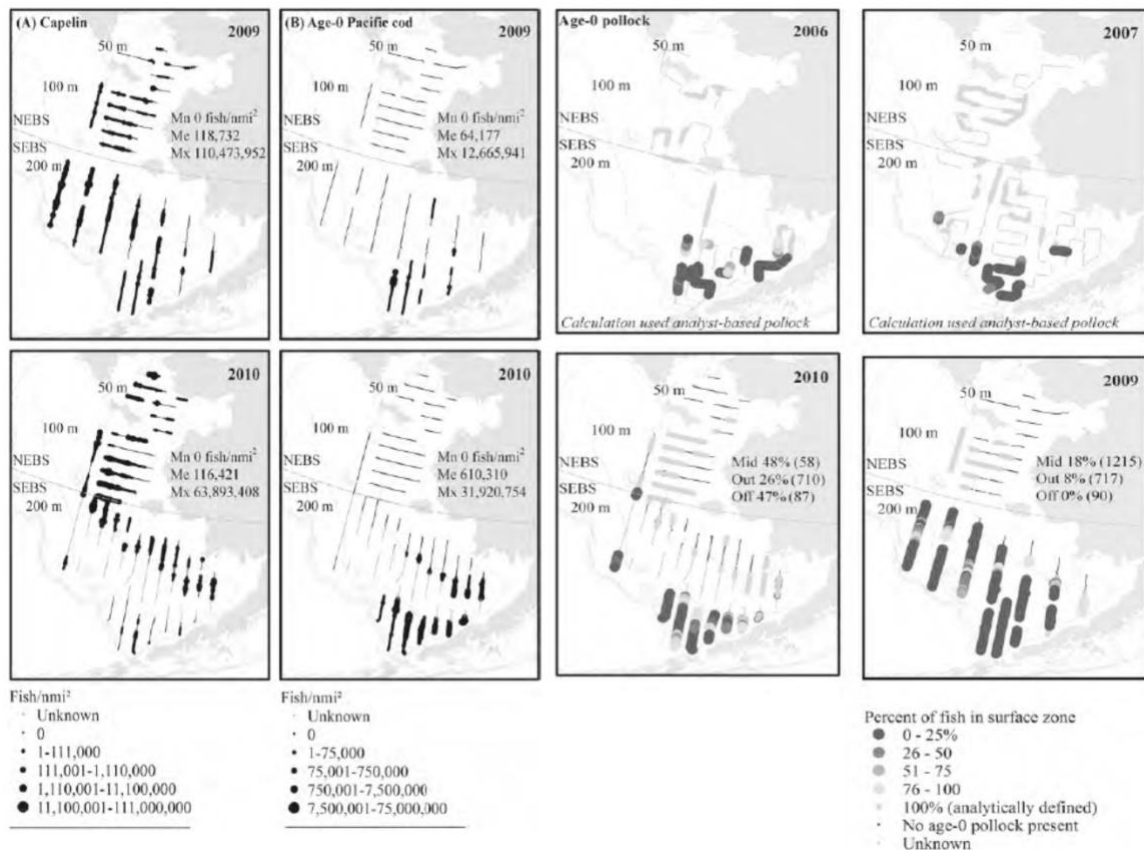 (A) Capelin
2009
50 m
100 m
NEBS
SEBS
200 m
Mn 0 fish/nmi²
Me 118,732
Mx 110,473,952
(B) Age-0 Pacific cod
2009
50 m
100 m
NEBS
SEBS
200 m
Mn 0 fish/nmi²
Me 64,177
Mx 12,665,941
Age-0 pollock
2006
50 m
100 m
NEBS
SEBS
200 m
Calculation used analyst-based pollock
2007
50 m
100 m
NEBS
SEBS
200 m
Calculation used analyst-based pollock
2010
50 m
100 m
NEBS
SEBS
200 m
Mn 0 fish/nmi²
Me 116,421
Mx 63,893,408
2010
50 m
100 m
NEBS
SEBS
200 m
Mn 0 fish/nmi²
Me 610,310
Mx 31,920,754
2010
50 m
100 m
NEBS
SEBS
200 m
Mid 48% (58)
Out 26% (710)
Off 47% (87)
2009
50 m
100 m
NEBS
SEBS
200 m
Mid 18% (1215)
Out 8% (717)
Off 0% (90)
Fish/nmi²
Unknown
0
1-111,000
111,001-1,110,000
1,110,001-11,100,000
11,100,001-111,000,000
Fish/nmi²
Unknown
0
1-75,000
75,001-750,000
750,001-7,500,000
7,500,001-75,000,000
Percent of fish in surface zone
0 - 25%
26 - 50
51 - 75
76 - 100
100% (analytically defined)
No age-0 pollock present
Unknown